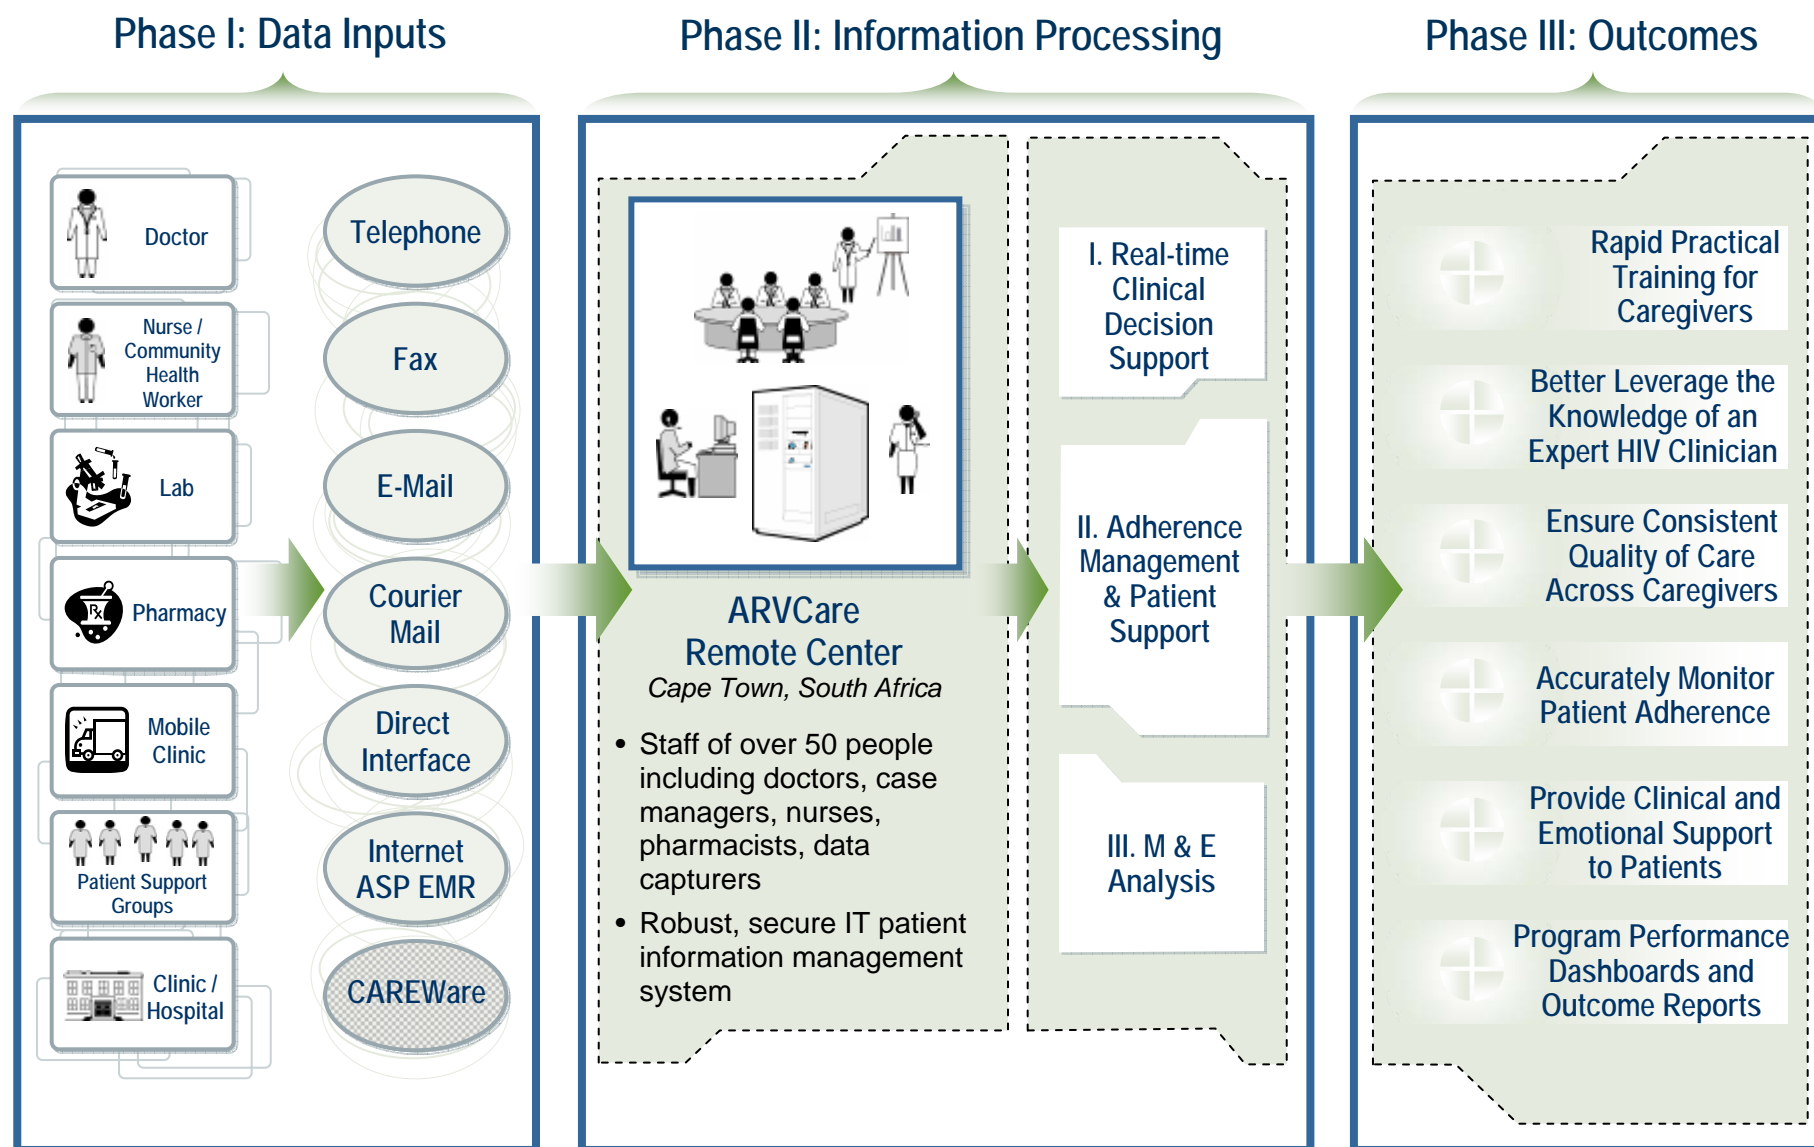 Phase I: Data Inputs
Phase II: Information Processing
Phase III: Outcomes
Doctor
Nurse /
Community
Health
Worker
Lab
Pharmacy
Mobile
Clinic
Patient Support
Groups
Clinic /
Hospital
Telephone
Fax
E-Mail
Courier
Mail
Direct
Interface
Internet
ASP EMR
CAREWare
ARVCare
Remote Center
Cape Town, South Africa
• Staff of over 50 people
including doctors, case
managers, nurses,
pharmacists, data
capturers
• Robust, secure IT patient
information management
system
I. Real-time
Clinical
Decision
Support
II. Adherence
Management
& Patient
Support
III. M & E
Analysis
Rapid Practical
Training for
Caregivers
Better Leverage the
Knowledge of an
Expert HIV Clinician
Ensure Consistent
Quality of Care
Across Caregivers
Accurately Monitor
Patient Adherence
Provide Clinical and
Emotional Support
to Patients
Program Performance
Dashboards and
Outcome Reports